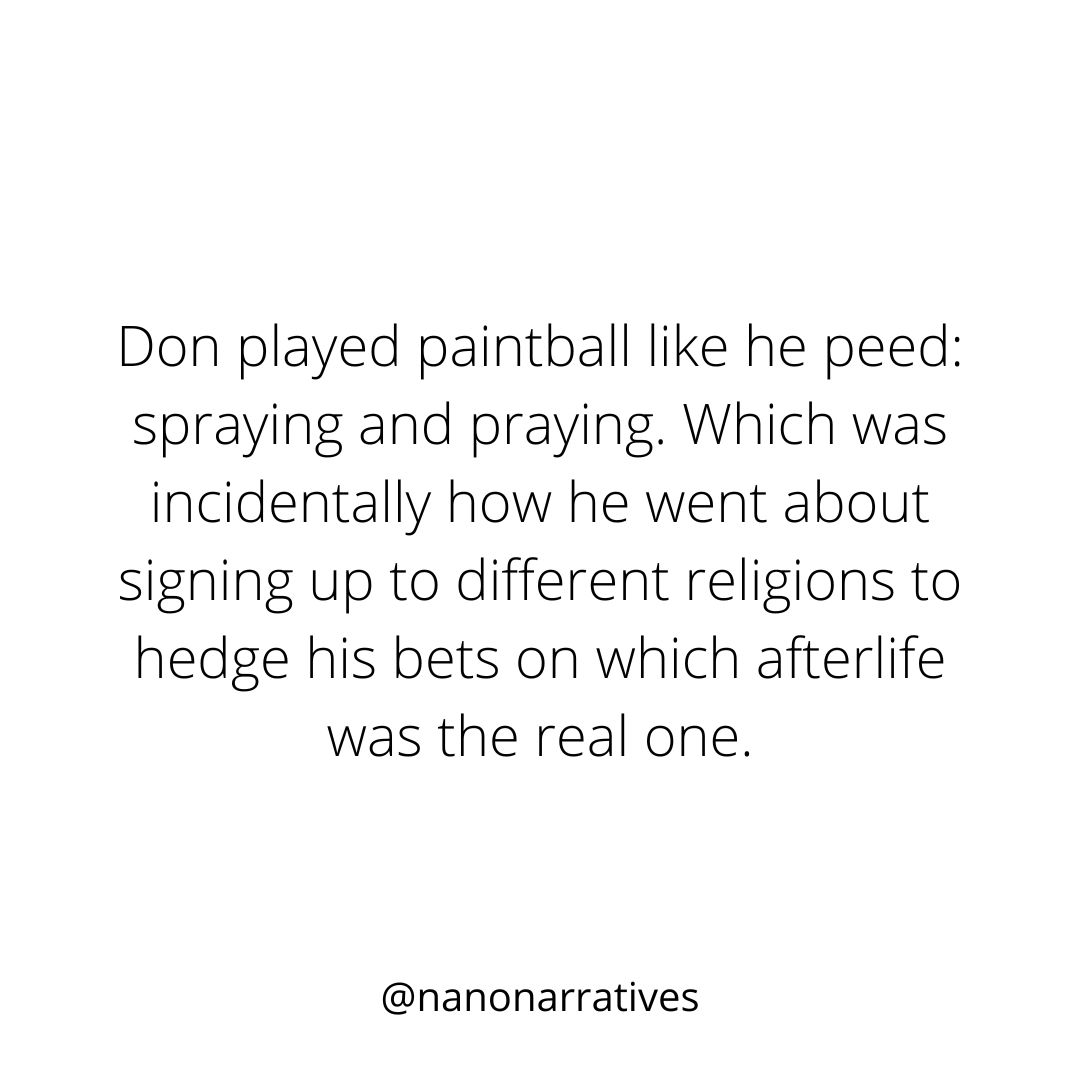 Don played paintball like he peed:
spraying and praying. Which was
incidentally how he went about
signing up to different religions to
hedge his bets on which afterlife
was the real one.
@nanonarratives